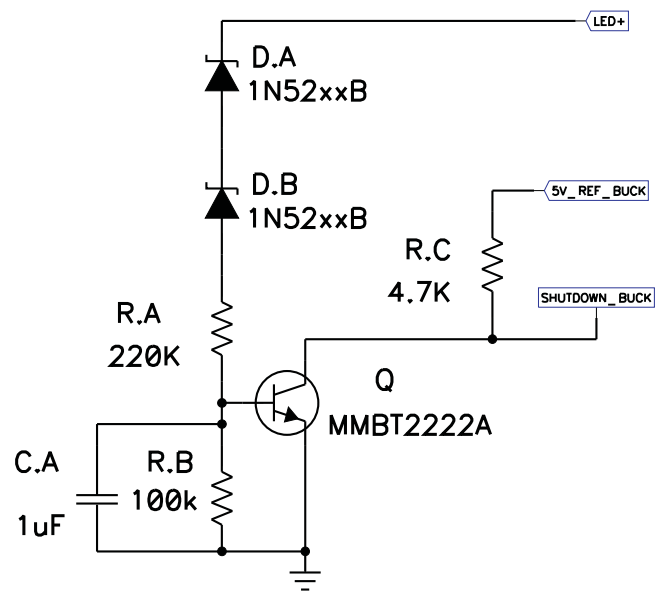 LED+
D.A
1N52xxB
D.B
1N52xxB
5V_REF_BUCK
R.C
4.7K
SHUTDOWN_BUCK
R.A
220K
Q
MMBT2222A
C.A
1uF
R.B
100k